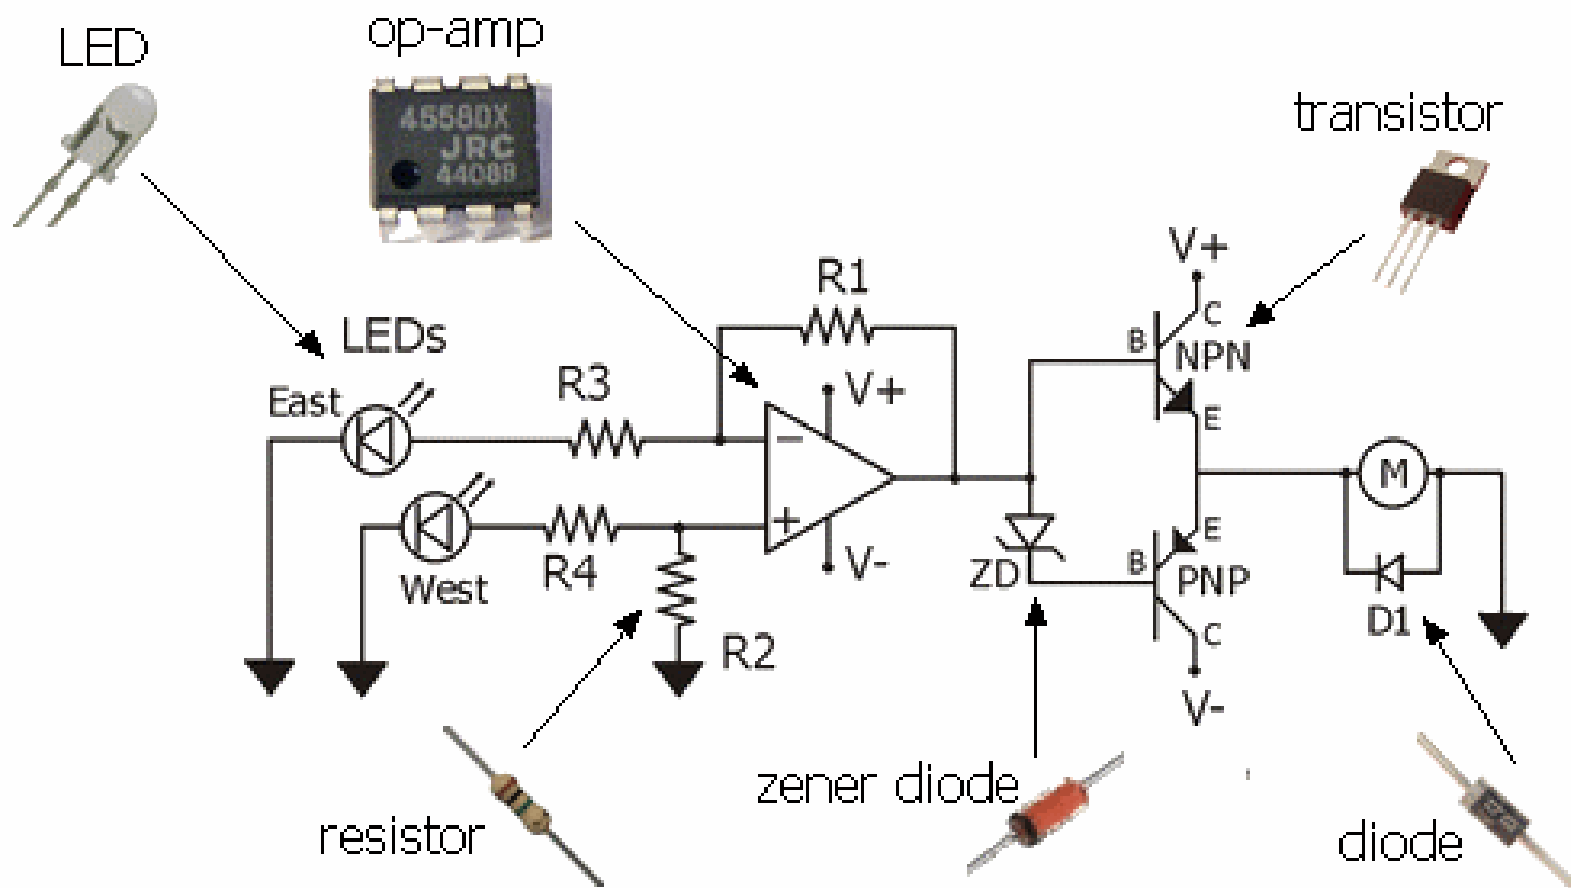 LED
op-amp
4558DX
JRC
4408B
transistor
V+
R1
C
B
NPN
LEDs
E
East
R3
V+
−
M
+
E
West
R4
V-
ZD
B
PNP
D1
R2
C
V-
zener diode
resistor
diode